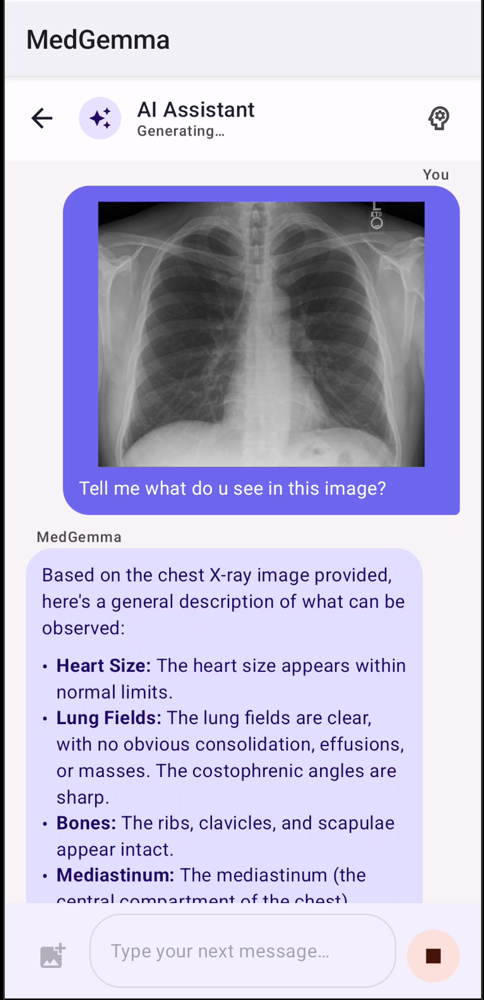 MedGemma
AI Assistant
Generating...
You
L
ETB
Tell me what do u see in this image?
MedGemma
Based on the chest X-ray image provided,
here's a general description of what can be
observed:
• Heart Size: The heart size appears within
normal limits.
• Lung Fields: The lung fields are clear,
with no obvious consolidation, effusions,
or masses. The costophrenic angles are
sharp.
• Bones: The ribs, clavicles, and scapulae
appear intact.
• Mediastinum: The mediastinum (the
central compartment of the chest)
Type your next message...